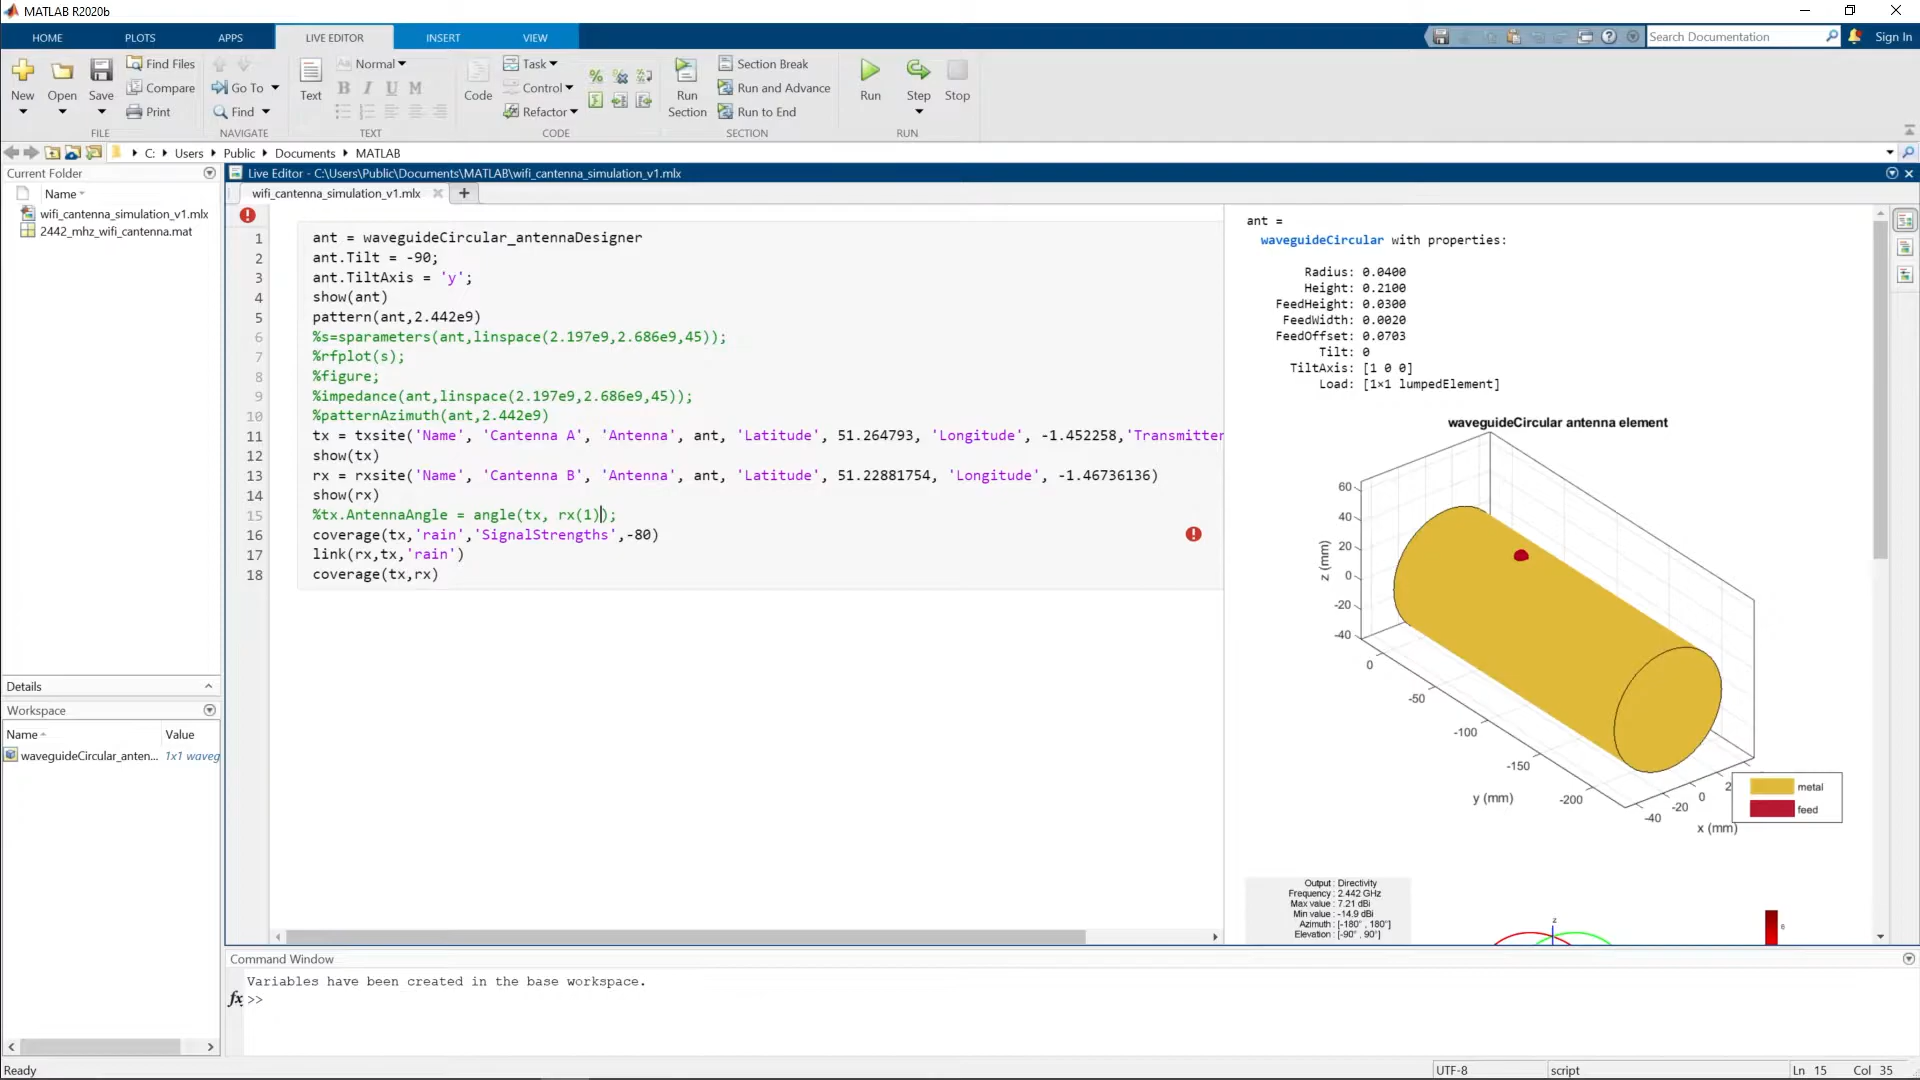 MATLAB R2020b
HOME PLOTS APPS LIVE EDITOR INSERT VIEW Search Documentation Sign In
New Open Save Find Files Compare Print FILE
Go To Find NAVIGATE
Text Normal B I U M TEXT
Code Task Control Refactor CODE
Run Section Section Break Run and Advance Run to End SECTION
Run Step Stop RUN
C: Users Public Documents MATLAB
Current Folder
Name
wifi_cantenna_simulation_v1.mlx
2442_mhz_wifi_cantenna.mat
Details
Workspace
Name Value
waveguideCircular_anten... 1x1 waveg
Live Editor - C:\Users\Public\Documents\MATLAB\wifi_cantenna_simulation_v1.mlx
wifi_cantenna_simulation_v1.mlx
1 ant = waveguideCircular_antennaDesigner
2 ant.Tilt = -90;
3 ant.TiltAxis = 'y';
4 show(ant)
5 pattern(ant,2.442e9)
6 %s=sparameters(ant,linspace(2.197e9,2.686e9,45));
7 %rfplot(s);
8 %figure;
9 %impedance(ant,linspace(2.197e9,2.686e9,45));
10 %patternAzimuth(ant,2.442e9)
11 tx = txsite('Name', 'Cantenna A', 'Antenna', ant, 'Latitude', 51.264793, 'Longitude', -1.452258,'Transmitter
12 show(tx)
13 rx = rxsite('Name', 'Cantenna B', 'Antenna', ant, 'Latitude', 51.22881754, 'Longitude', -1.46736136)
14 show(rx)
15 %tx.AntennaAngle = angle(tx, rx(1));
16 coverage(tx,'rain','SignalStrengths',-80)
17 link(rx,tx,'rain')
18 coverage(tx,rx)
ant =
waveguideCircular with properties:
Radius: 0.0400
Height: 0.2100
FeedHeight: 0.0300
FeedWidth: 0.0020
FeedOffset: 0.0703
Tilt: 0
TiltAxis: [1 0 0]
Load: [1×1 lumpedElement]
waveguideCircular antenna element
60
40
20
0
-20
-40
z (mm)
0
-50
-100
-150
-200
y (mm)
-40 -20 0 2
x (mm)
metal
feed
Output : Directivity
Frequency : 2.442 GHz
Max value : 7.21 dBi
Min value : -14.9 dBi
Azimuth : [-180° , 180°]
Elevation : [-90° , 90°]
z
6
Command Window
Variables have been created in the base workspace.
fx >>
Ready UTF-8 script Ln 15 Col 35